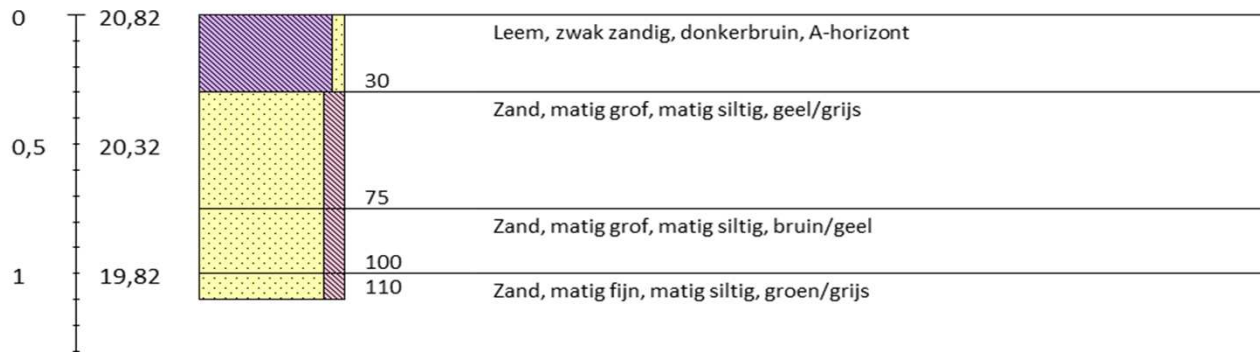 0 20,82
Leem, zwak zandig, donkerbruin, A-horizont
30
Zand, matig grof, matig siltig, geel/grijs
0,5 20,32
75
Zand, matig grof, matig siltig, bruin/geel
100
1 19,82
110
Zand, matig fijn, matig siltig, groen/grijs